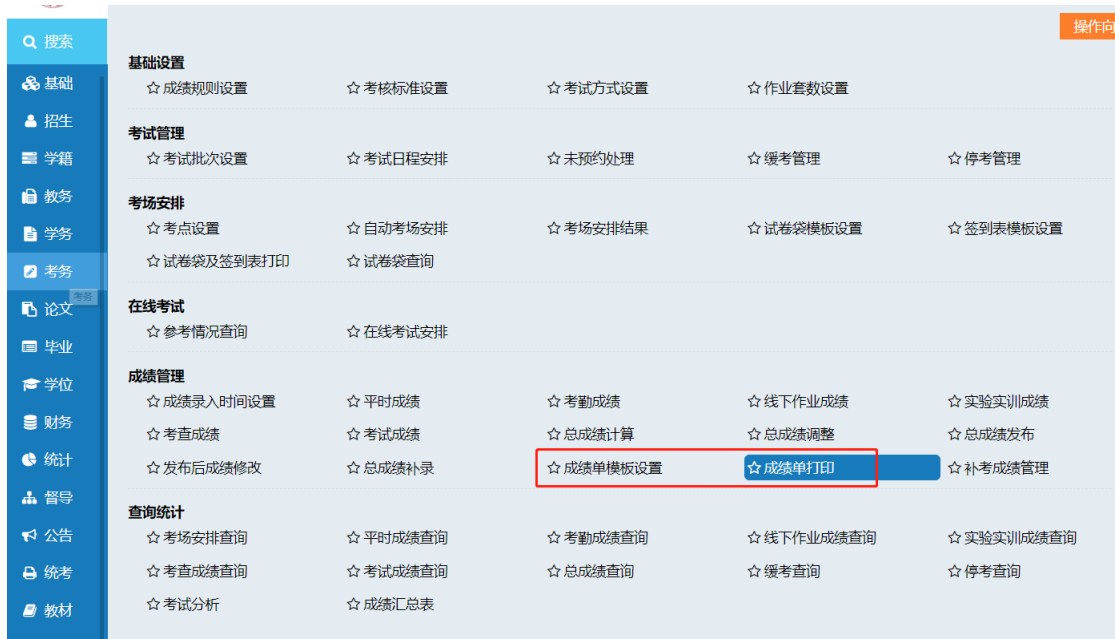 操作向
搜索
基础
招生
学籍
教务
学务
考务
考务
论文
毕业
学位
财务
统计
督导
公告
统考
教材
基础设置
☆成绩规则设置 ☆考核标准设置 ☆考试方式设置 ☆作业套数设置
考试管理
☆考试批次设置 ☆考试日程安排 ☆未预约处理 ☆缓考管理 ☆停考管理
考场安排
☆考点设置 ☆自动考场安排 ☆考场安排结果 ☆试卷袋模板设置 ☆签到表模板设置
☆试卷袋及签到表打印 ☆试卷袋查询
在线考试
☆参考情况查询 ☆在线考试安排
成绩管理
☆成绩录入时间设置 ☆平时成绩 ☆考勤成绩 ☆线下作业成绩 ☆实验实训成绩
☆考查成绩 ☆考试成绩 ☆总成绩计算 ☆总成绩调整 ☆总成绩发布
☆发布后成绩修改 ☆总成绩补录 ☆成绩单模板设置 ☆成绩单打印 ☆补考成绩管理
查询统计
☆考场安排查询 ☆平时成绩查询 ☆考勤成绩查询 ☆线下作业成绩查询 ☆实验实训成绩查询
☆考查成绩查询 ☆考试成绩查询 ☆总成绩查询 ☆缓考查询 ☆停考查询
☆考试分析 ☆成绩汇总表